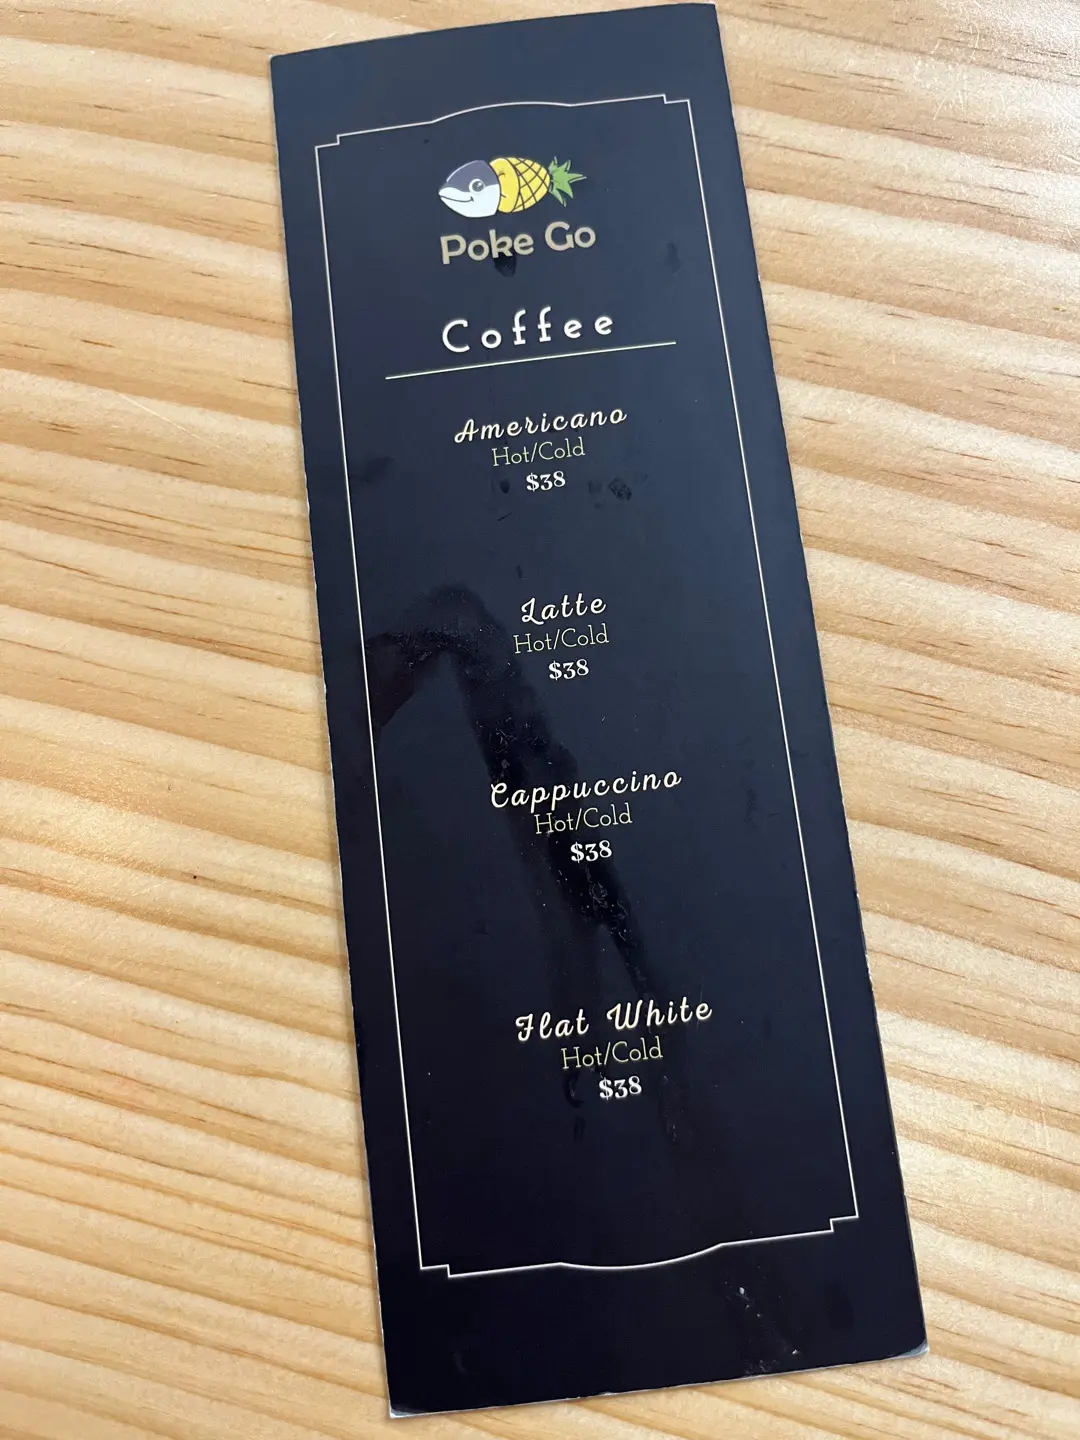 Poke Go
Coffee
Americano
Hot/Cold
$38
Latte
Hot/Cold
$38
Cappuccino
Hot/Cold
$38
Flat White
Hot/Cold
$38